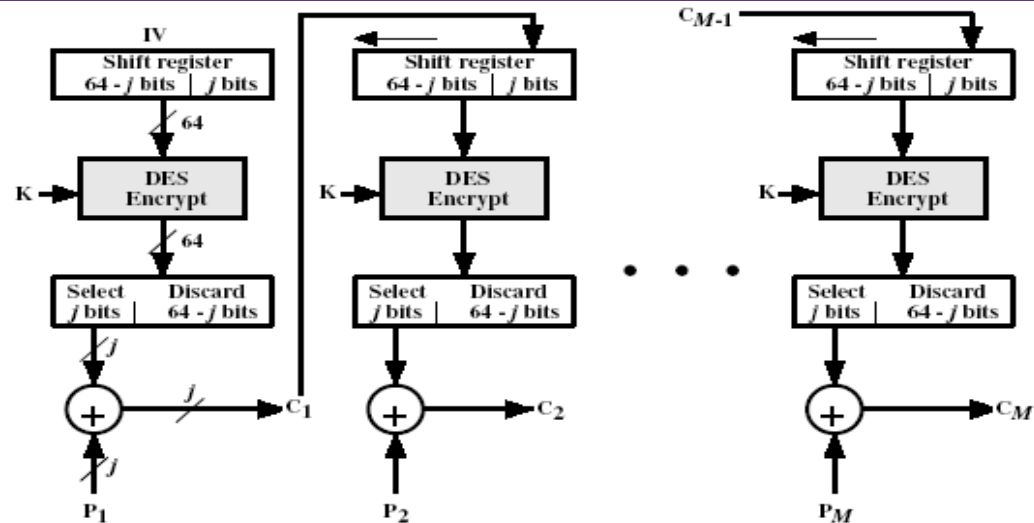 IV
Shift register
64 - j bits | j bits
64
K
DES
Encrypt
64
Select Discard
j bits | 64 - j bits
j
+
j
C1
j
P1
Shift register
64 - j bits | j bits
K
DES
Encrypt
Select Discard
j bits | 64 - j bits
+
C2
P2
• • •
CM-1
Shift register
64 - j bits | j bits
K
DES
Encrypt
Select Discard
j bits | 64 - j bits
+
CM
PM